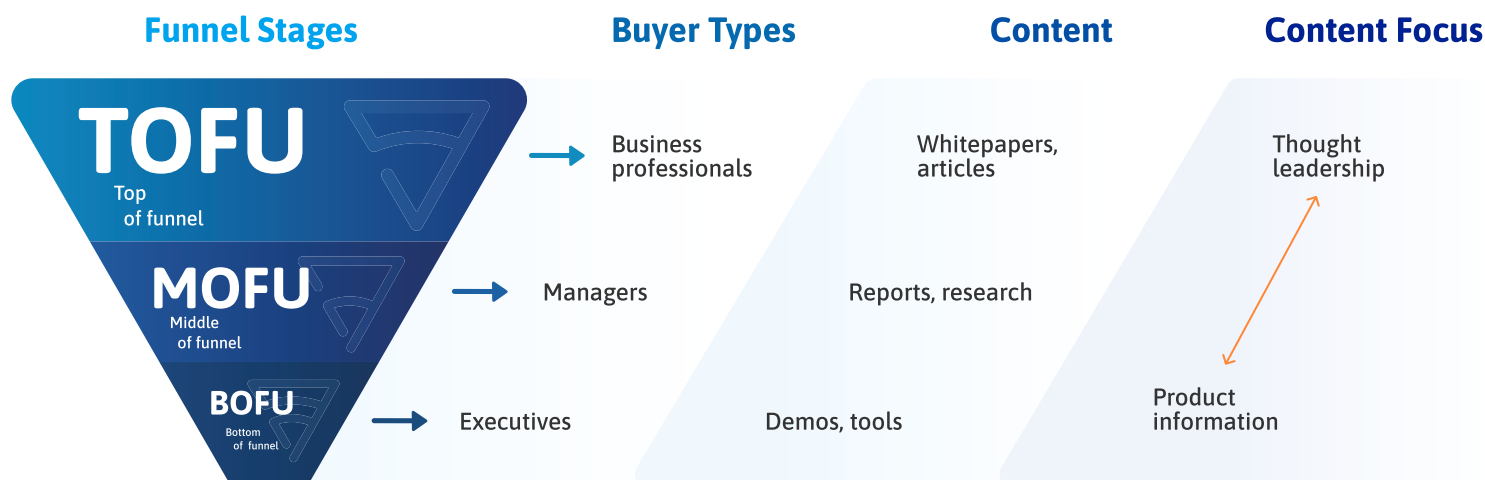 Funnel Stages
Buyer Types
Content
Content Focus
TOFU
Top
of funnel
Business
professionals
Whitepapers,
articles
Thought
leadership
MOFU
Middle
of funnel
Managers
Reports, research
BOFU
Bottom
of funnel
Executives
Demos, tools
Product
information